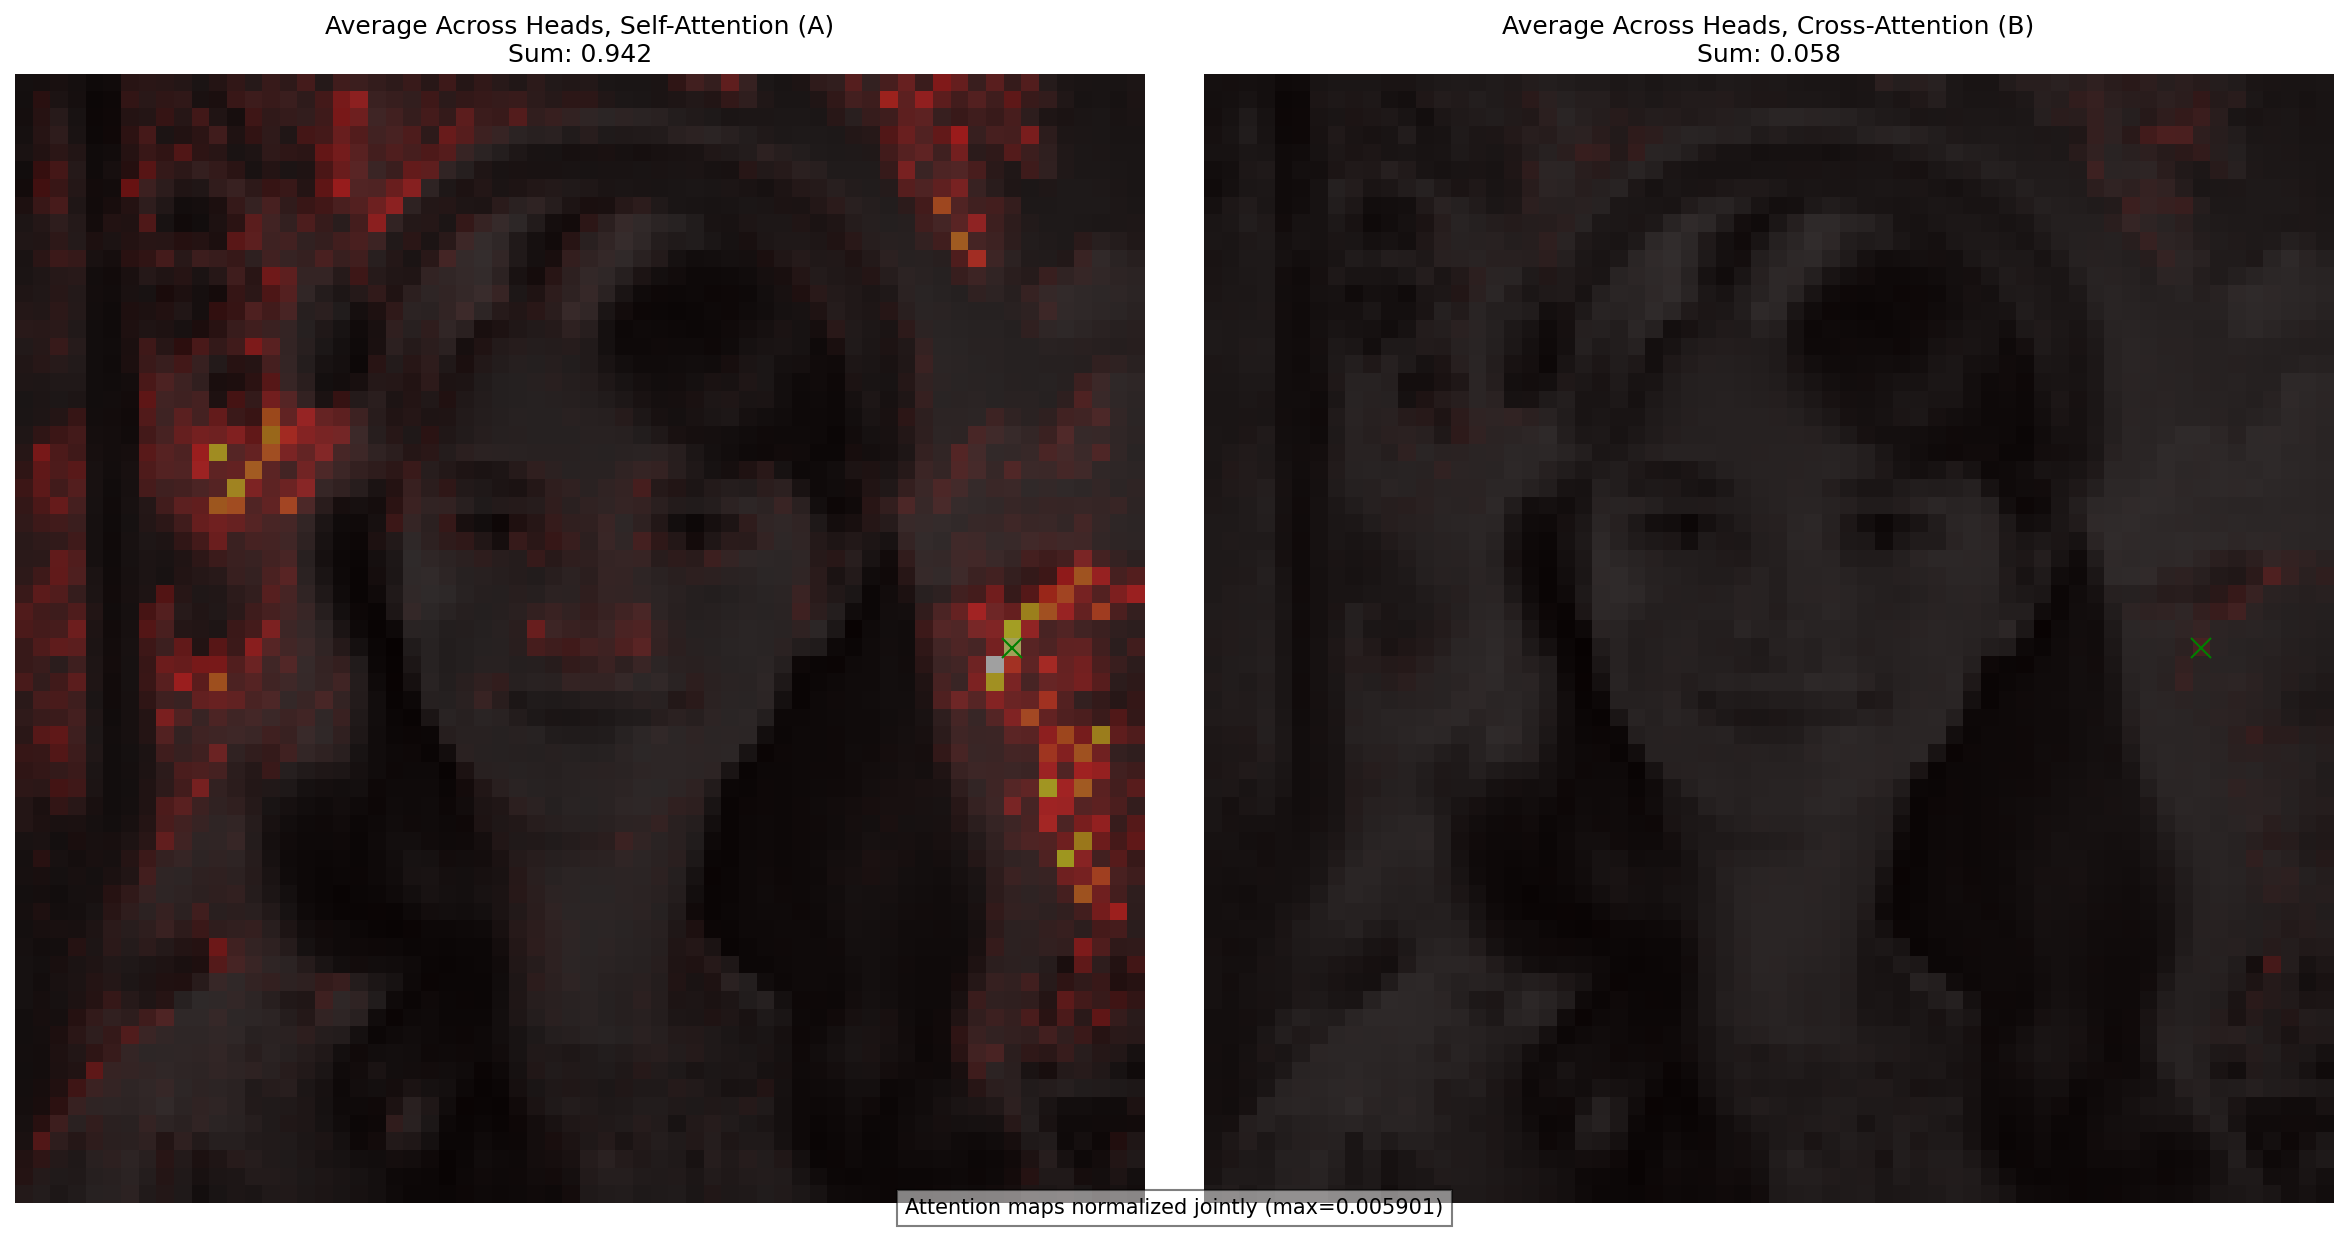 Average Across Heads, Self-Attention (A)
Sum: 0.942
Average Across Heads, Cross-Attention (B)
Sum: 0.058
Attention maps normalized jointly (max=0.005901)